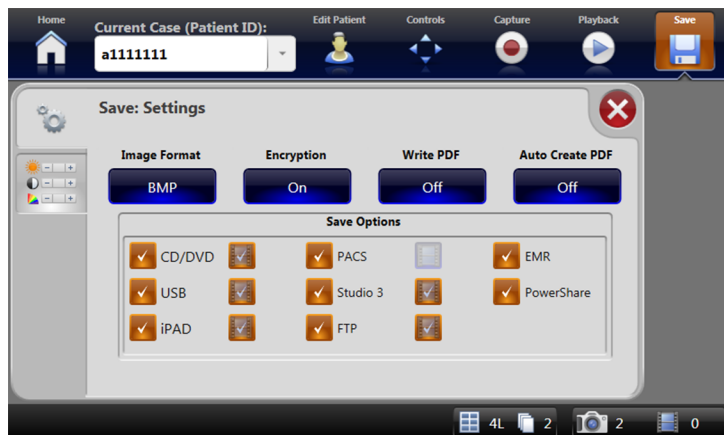 Home
Current Case (Patient ID):
a1111111
Edit Patient
Controls
Capture
Playback
Save
Save: Settings
Image Format
Encryption
Write PDF
Auto Create PDF
BMP
On
Off
Off
Save Options
CD/DVD
PACS
EMR
USB
Studio 3
PowerShare
iPAD
FTP
4L
2
2
0